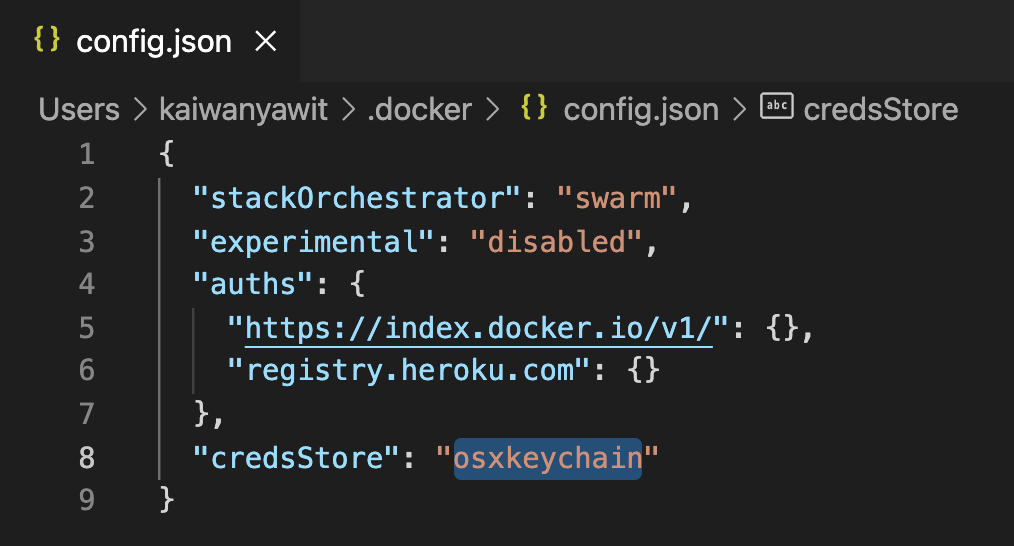 {} config.json ×
Users > kaiwanyawit > .docker > {} config.json > abc credsStore
1 {
2 "stackOrchestrator": "swarm",
3 "experimental": "disabled",
4 "auths": {
5 "https://index.docker.io/v1/": {},
6 "registry.heroku.com": {}
7 },
8 "credsStore": "osxkeychain"
9 }